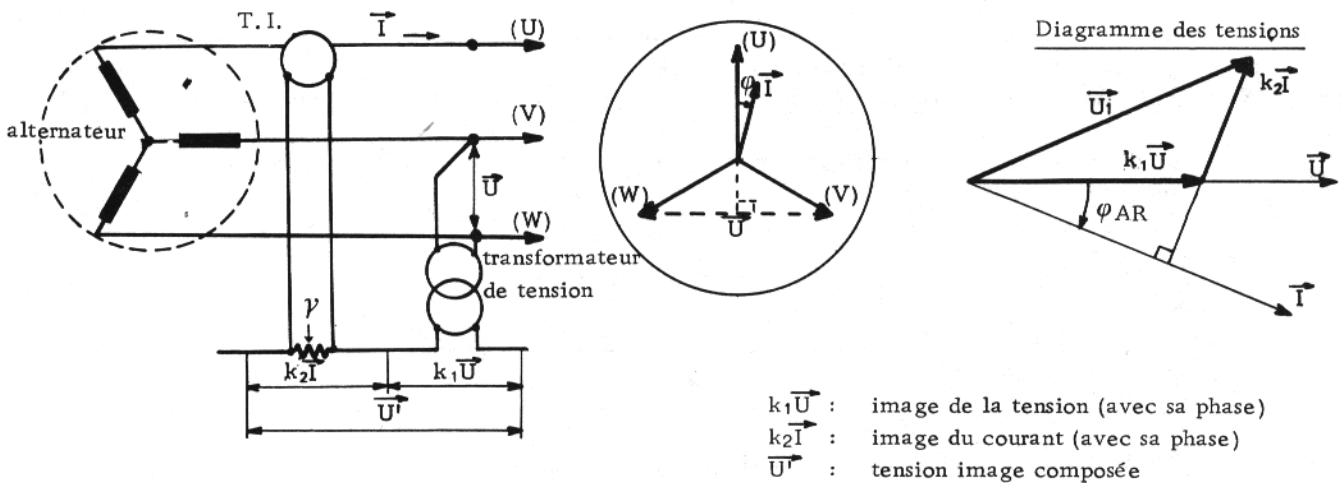 T. I.
I
(U)
alternateur
(V)
U
(W)
transformateur
de tension
γ
k₂I
k₁U
U'
(U)
φ
I
(W)
(V)
U
Diagramme des tensions
Ui
k₂I
k₁U
U
φAR
I
k₁U : image de la tension (avec sa phase)
k₂I : image du courant (avec sa phase)
U' : tension image composée